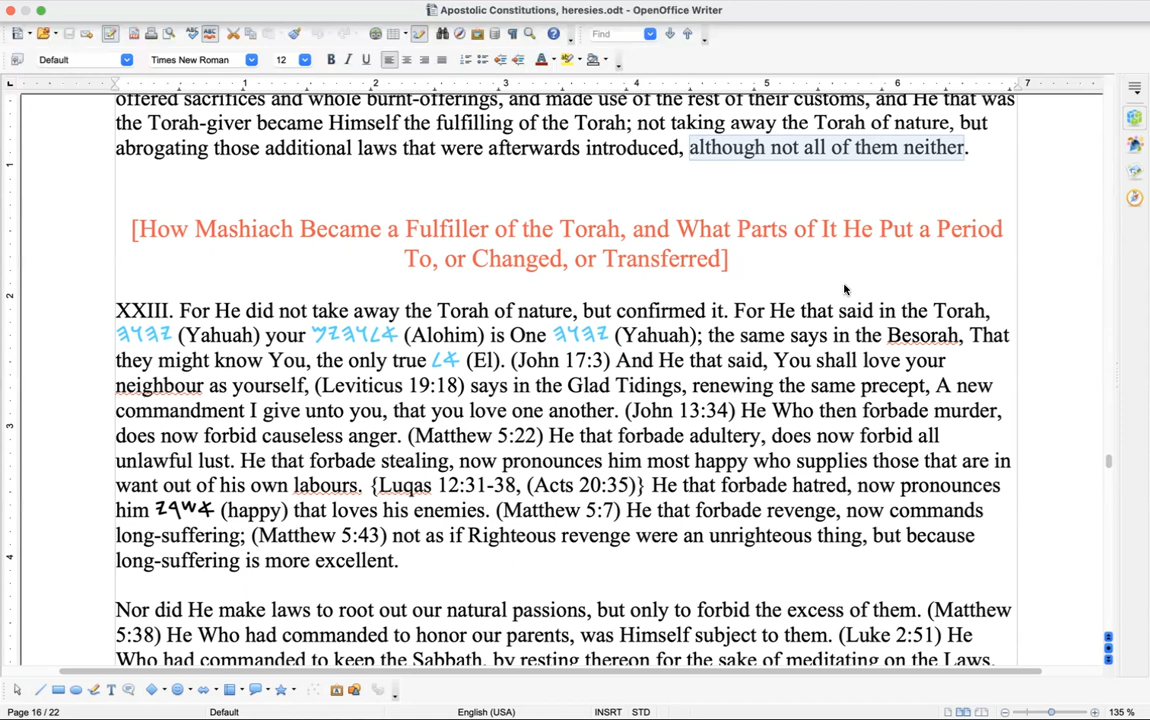 Apostolic Constitutions, heresies.odt - OpenOffice Writer
Find
Default Times New Roman 12
1 2 3 4 5 6 7
offered sacrifices and whole burnt-offerings, and made use of the rest of their customs, and He that was
the Torah-giver became Himself the fulfilling of the Torah; not taking away the Torah of nature, but
abrogating those additional laws that were afterwards introduced, although not all of them neither.
[How Mashiach Became a Fulfiller of the Torah, and What Parts of It He Put a Period
To, or Changed, or Transferred]
XXIII. For He did not take away the Torah of nature, but confirmed it. For He that said in the Torah,
𐤉𐤄𐤅𐤄 (Yahuah) your 𐤀𐤋𐤅𐤄𐤉𐤌 (Alohim) is One 𐤉𐤄𐤅𐤄 (Yahuah); the same says in the Besorah, That
they might know You, the only true 𐤀𐤋 (El). (John 17:3) And He that said, You shall love your
neighbour as yourself, (Leviticus 19:18) says in the Glad Tidings, renewing the same precept, A new
commandment I give unto you, that you love one another. (John 13:34) He Who then forbade murder,
does now forbid causeless anger. (Matthew 5:22) He that forbade adultery, does now forbid all
unlawful lust. He that forbade stealing, now pronounces him most happy who supplies those that are in
want out of his own labours. {Luqas 12:31-38, (Acts 20:35)} He that forbade hatred, now pronounces
him 𐤀𐤔𐤓𐤉 (happy) that loves his enemies. (Matthew 5:7) He that forbade revenge, now commands
long-suffering; (Matthew 5:43) not as if Righteous revenge were an unrighteous thing, but because
long-suffering is more excellent.
Nor did He make laws to root out our natural passions, but only to forbid the excess of them. (Matthew
5:38) He Who had commanded to honor our parents, was Himself subject to them. (Luke 2:51) He
Who had commanded to keep the Sabbath, by resting thereon for the sake of meditating on the Laws,
Page 16 / 22 Default English (USA) INSRT STD 135 %